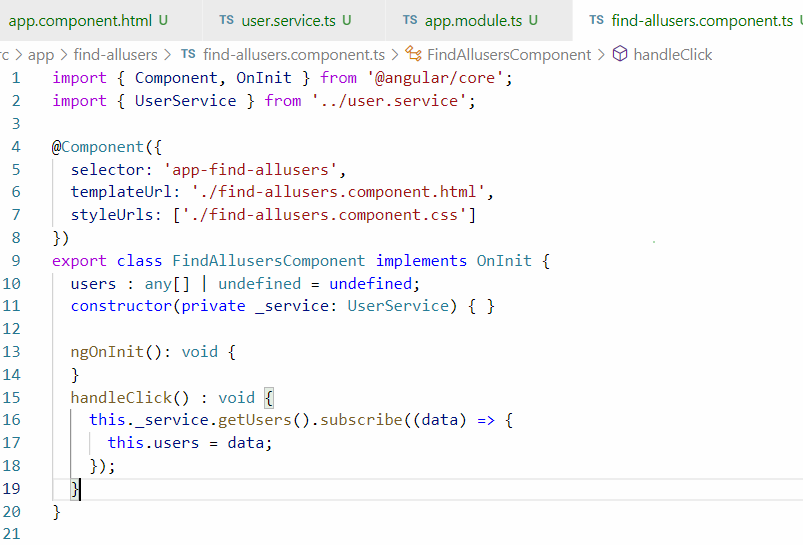 app.component.html U TS user.service.ts U TS app.module.ts U TS find-allusers.component.ts U
rc > app > find-allusers > TS find-allusers.component.ts > FindAllusersComponent > handleClick
1 import { Component, OnInit } from '@angular/core';
2 import { UserService } from '../user.service';
3
4 @Component({
5 selector: 'app-find-allusers',
6 templateUrl: './find-allusers.component.html',
7 styleUrls: ['./find-allusers.component.css']
8 })
9 export class FindAllusersComponent implements OnInit {
10 users : any[] | undefined = undefined;
11 constructor(private _service: UserService) { }
12
13 ngOnInit(): void {
14 }
15 handleClick() : void {
16 this._service.getUsers().subscribe((data) => {
17 this.users = data;
18 });
19 }
20 }
21